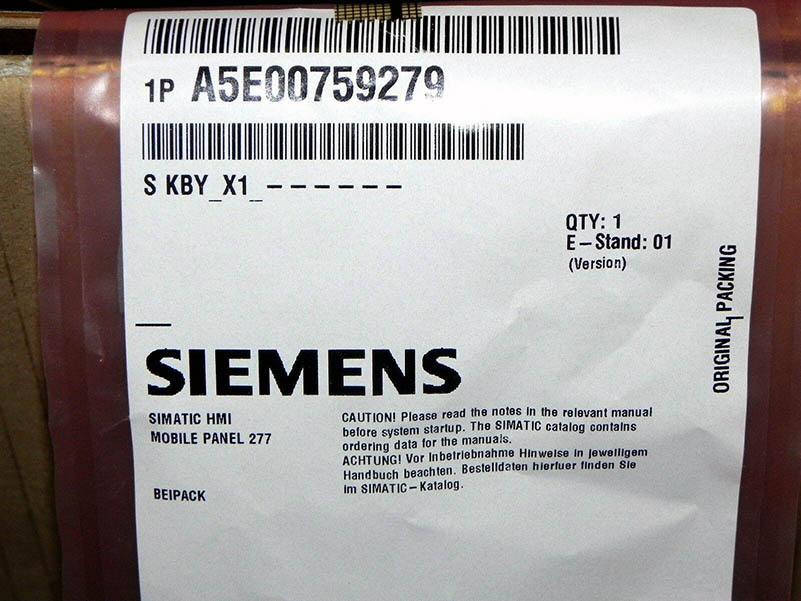 1P A5E00759279
S KBY_X1_------
QTY: 1
E-Stand: 01
(Version)
ORIGINAL PACKING
SIEMENS
SIMATIC HMI
MOBILE PANEL 277
BEIPACK
CAUTION! Please read the notes in the relevant manual
before system startup. The SIMATIC catalog contains
ordering data for the manuals.
ACHTUNG! Vor Inbetriebnahme Hinweise in jeweiligem
Handbuch beachten. Bestelldaten hierfuer finden Sie
im SIMATIC-Katalog.